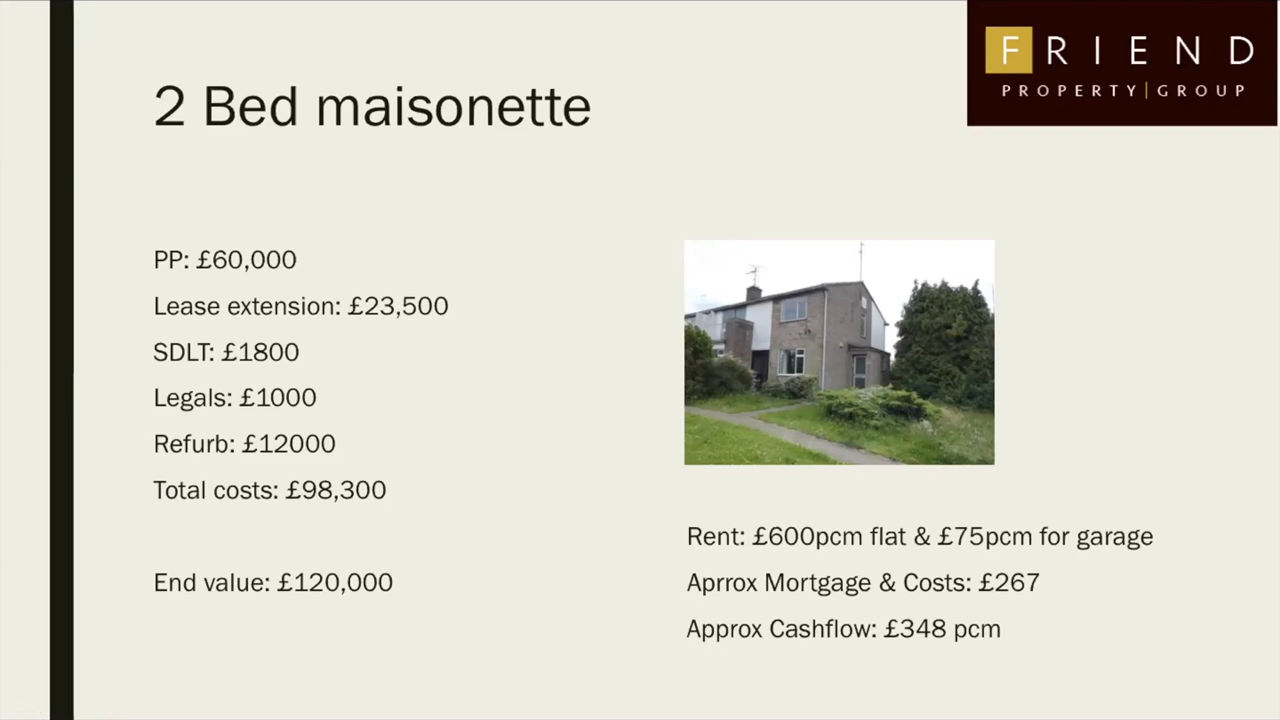 FRIEND
PROPERTY|GROUP
2 Bed maisonette
PP: £60,000
Lease extension: £23,500
SDLT: £1800
Legals: £1000
Refurb: £12000
Total costs: £98,300
End value: £120,000
Rent: £600pcm flat & £75pcm for garage
Aprrox Mortgage & Costs: £267
Approx Cashflow: £348 pcm